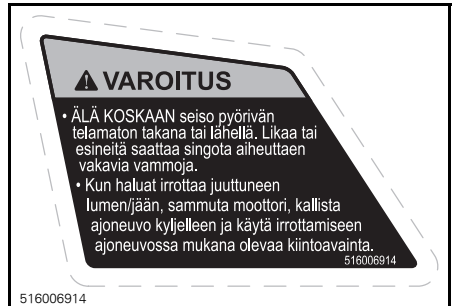 VAROITUS
• ÄLÄ KOSKAAN seiso pyörivän
telamaton takana tai lähellä. Likaa tai
esineitä saattaa singota aiheuttaen
vakavia vammoja.
• Kun haluat irrottaa juuttuneen
lumen/jään, sammuta moottori, kallista
ajoneuvo kyljelleen ja käytä irrottamiseen
ajoneuvossa mukana olevaa kiintoavainta.
516006914
516006914